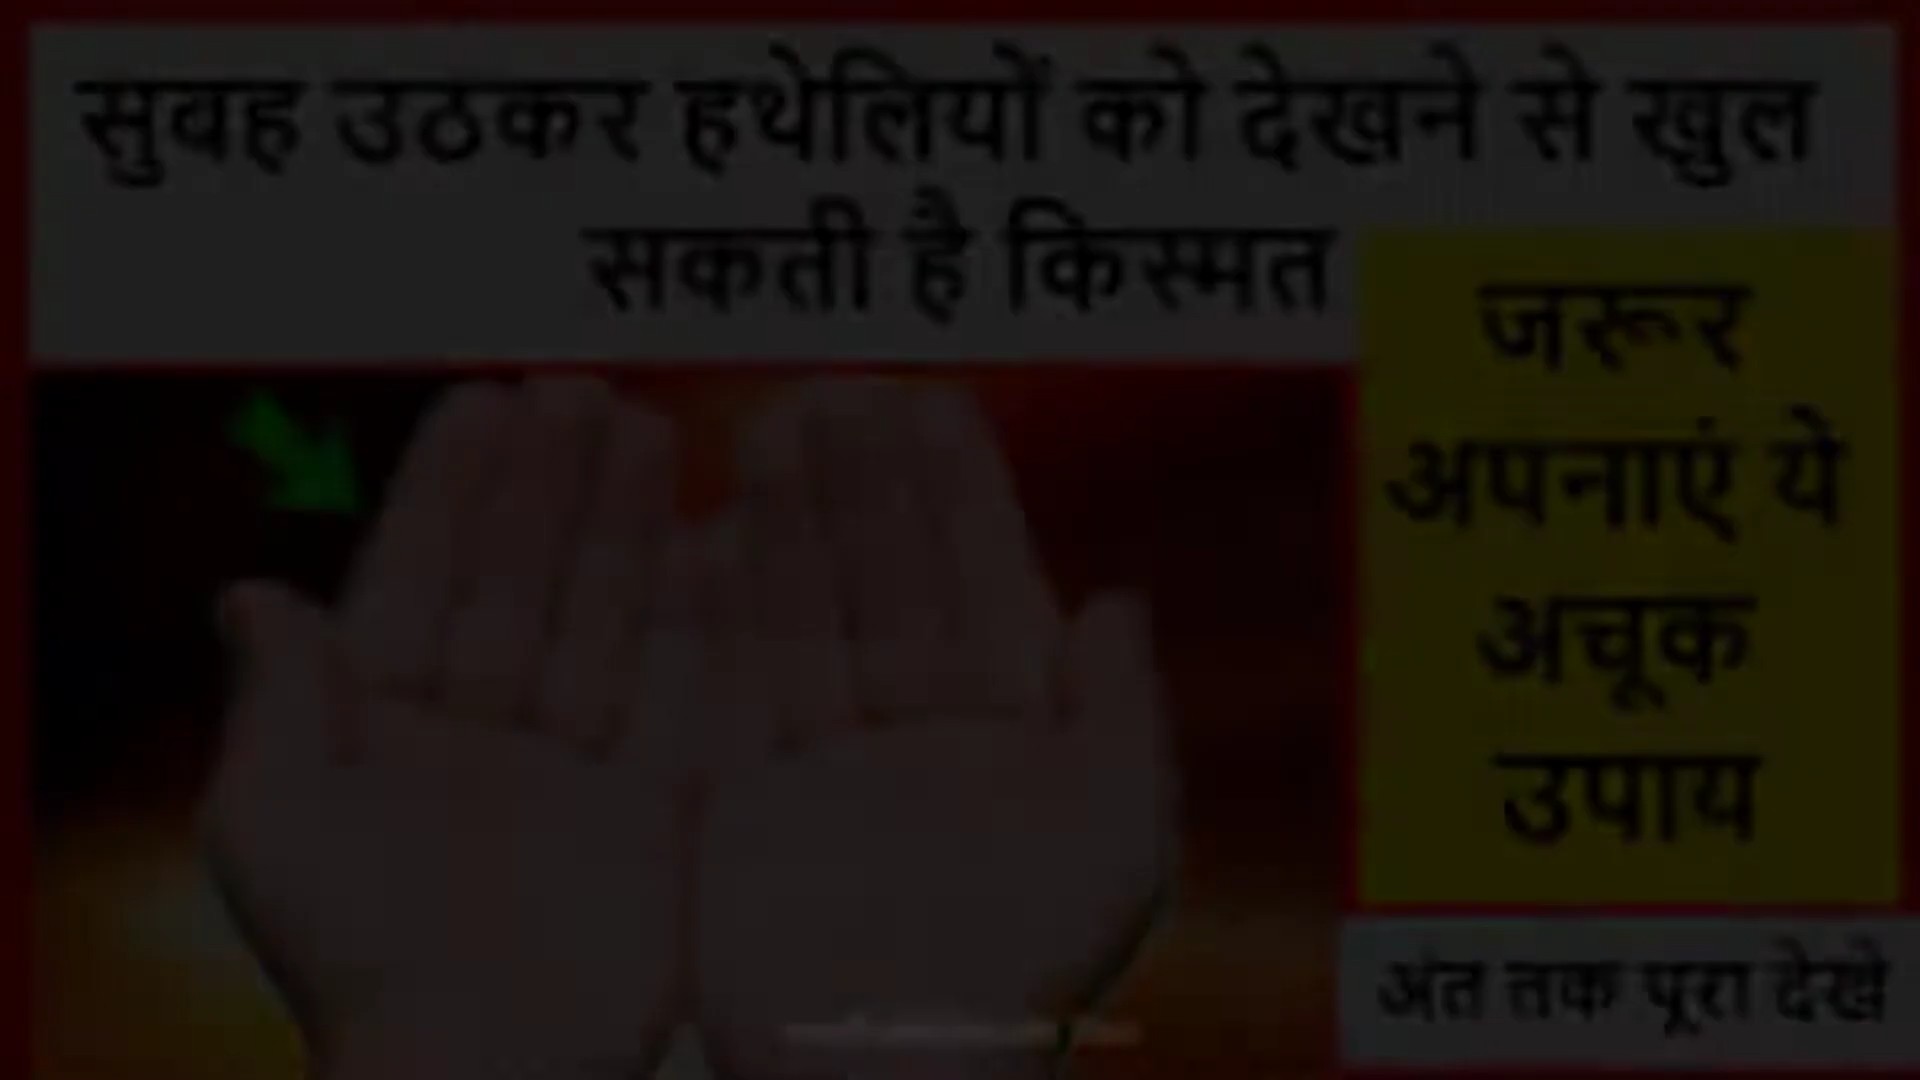 सुबह उठकर हथेलियों को देखने से खुल
सकती है किस्मत
जरूर
अपनाएं ये
अचूक
उपाय
अंत तक पूरा देखे